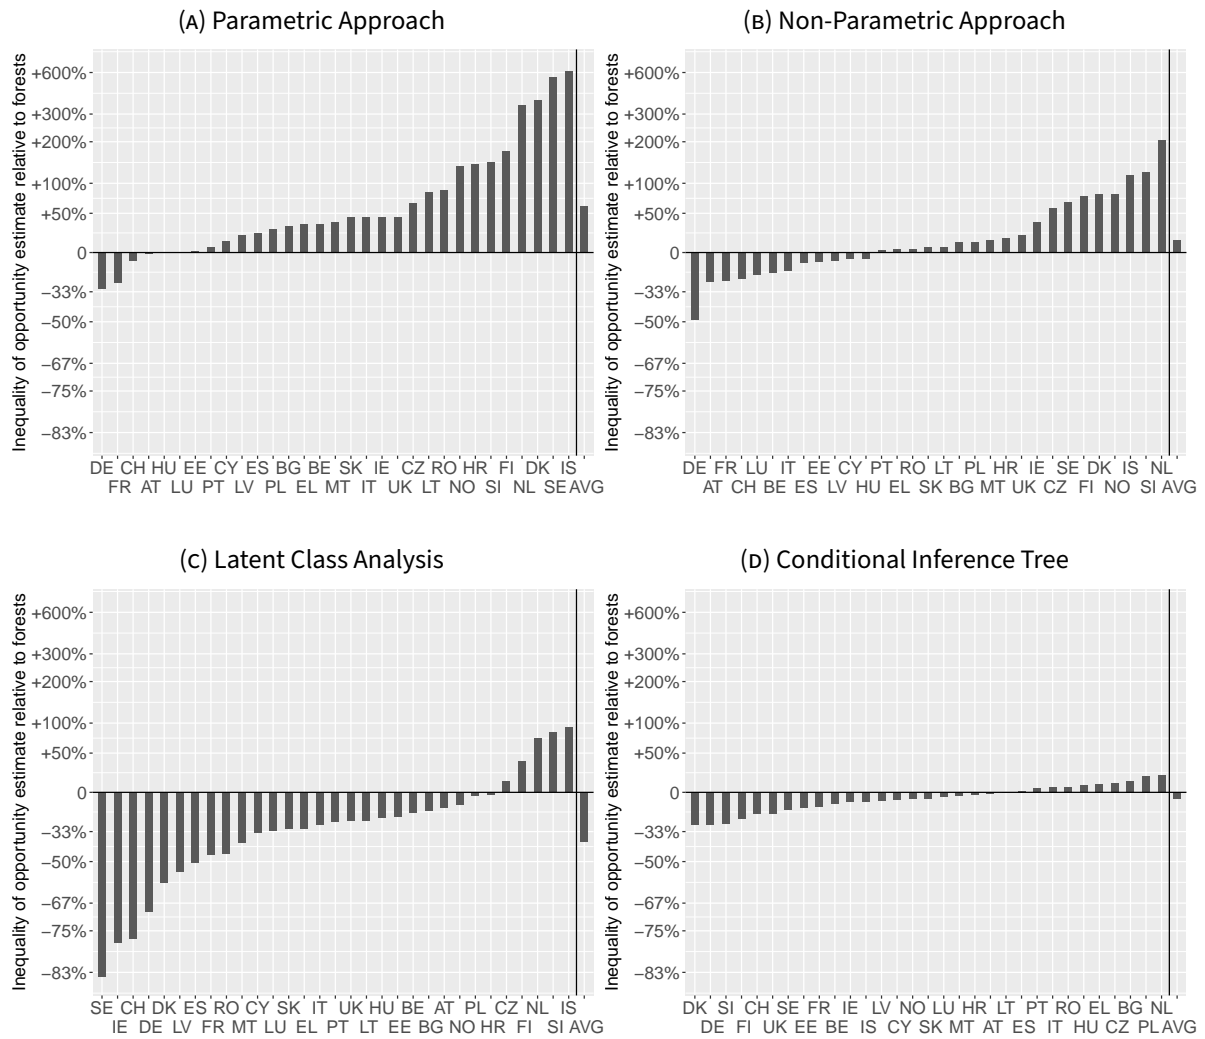 (A) Parametric Approach
Inequality of opportunity estimate relative to forests
+600%
+300%
+200%
+100%
+50%
0
−33%
−50%
−67%
−75%
−83%
DE CH HU EE CY ES BG BE SK IE CZ RO HR FI DK IS
FR AT LU PT LV PL EL MT IT UK LT NO SI NL SE AVG
(B) Non-Parametric Approach
Inequality of opportunity estimate relative to forests
+600%
+300%
+200%
+100%
+50%
0
−33%
−50%
−67%
−75%
−83%
DE FR LU IT EE CY PT RO LT PL HR IE SE DK IS NL
AT CH BE ES LV HU EL SK BG MT UK CZ FI NO SI AVG
(C) Latent Class Analysis
Inequality of opportunity estimate relative to forests
+600%
+300%
+200%
+100%
+50%
0
−33%
−50%
−67%
−75%
−83%
SE CH DK ES RO CY SK IT UK HU BE AT PL CZ NL IS
IE DE LV FR MT LU EL PT LT EE BG NO HR FI SI AVG
(D) Conditional Inference Tree
Inequality of opportunity estimate relative to forests
+600%
+300%
+200%
+100%
+50%
0
−33%
−50%
−67%
−75%
−83%
DK SI CH SE FR IE LV NO LU HR LT PT RO EL BG NL
DE FI UK EE BE IS CY SK MT AT ES IT HU CZ PL AVG